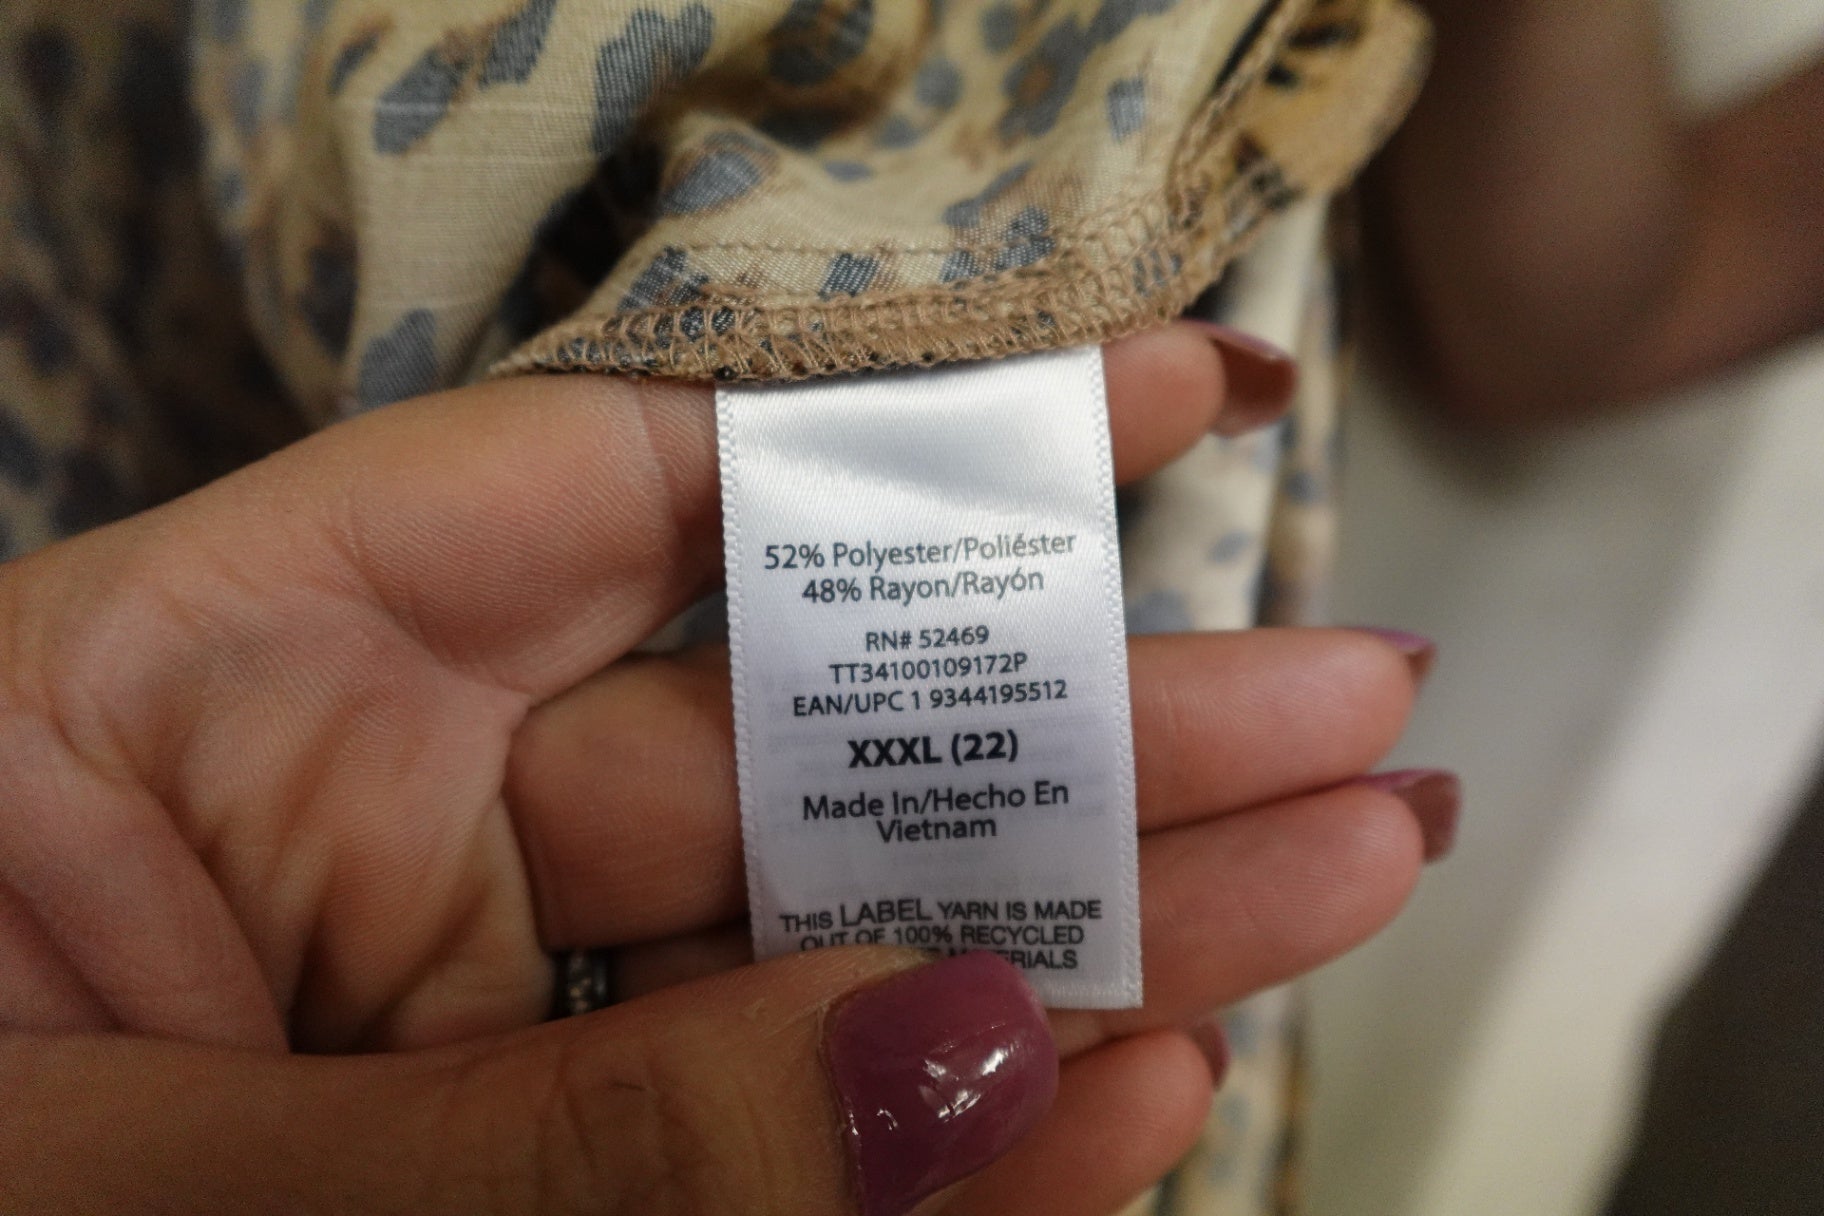 52% Polyester/Poliéster
48% Rayon/Rayón
RN# 52469
TT34100109172P
EAN/UPC 1 9344195512
XXXL (22)
Made In/Hecho En
Vietnam
THIS LABEL YARN IS MADE
OUT OF 100% RECYCLED